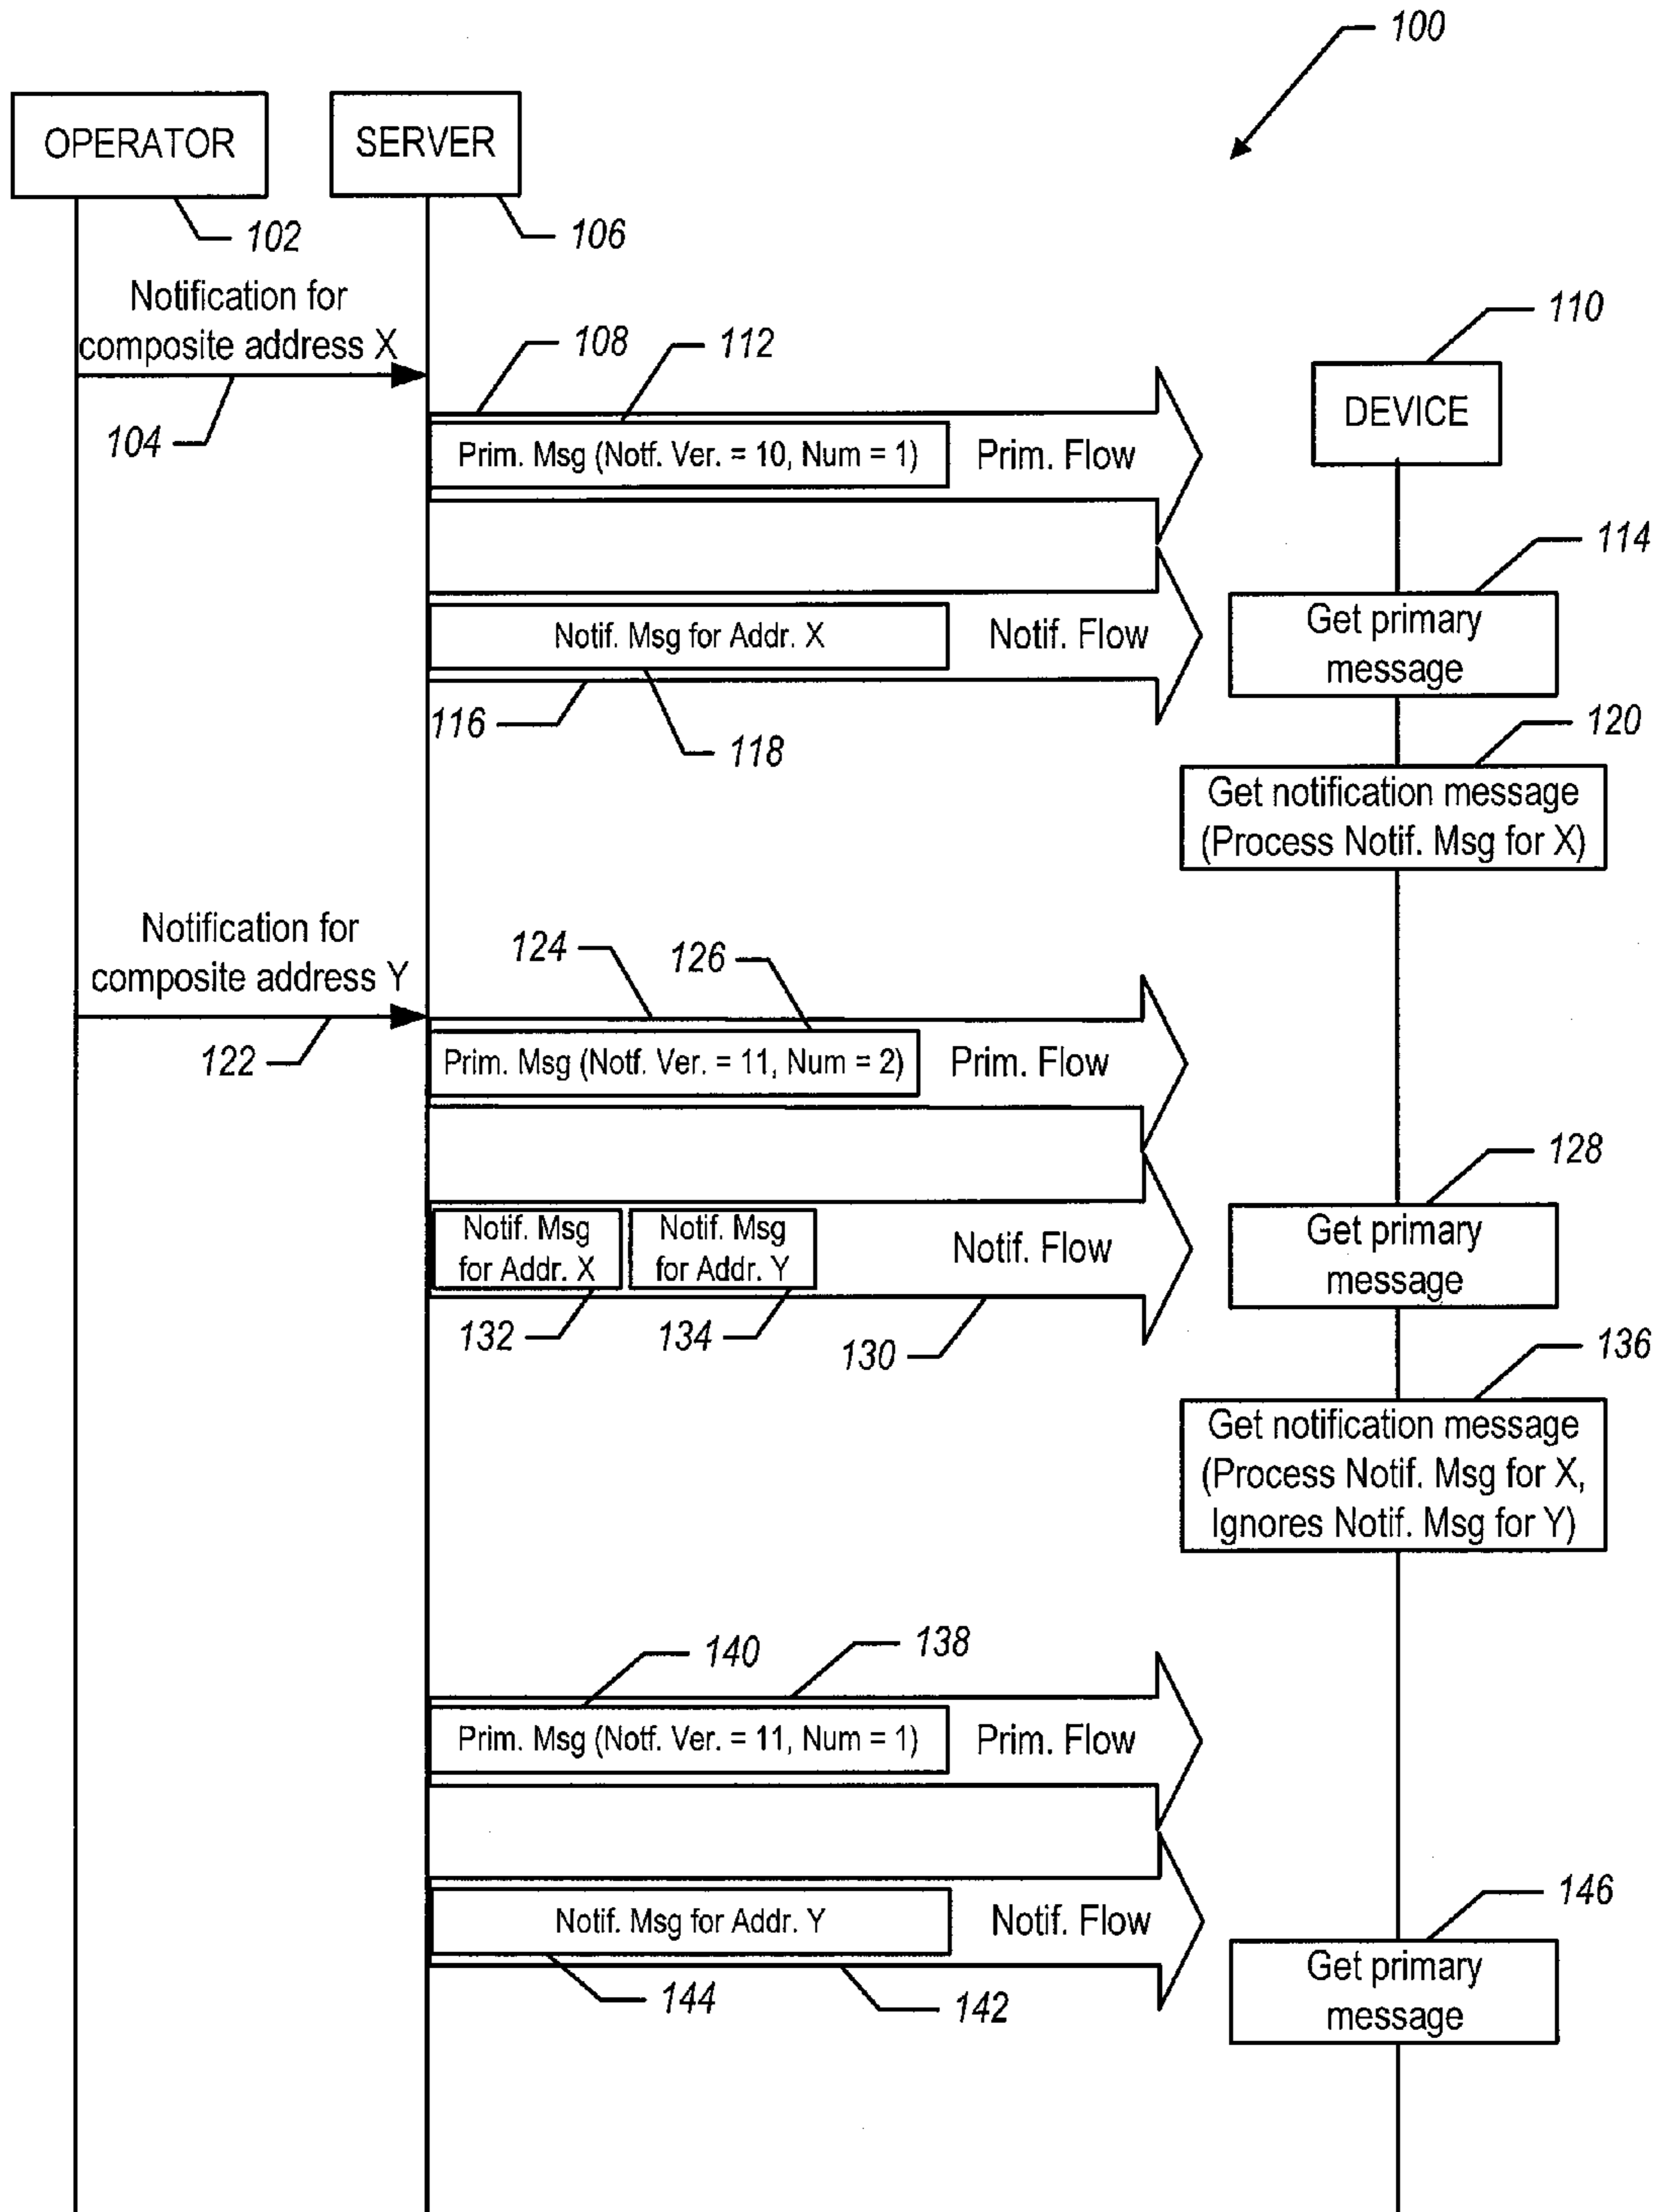 100
OPERATOR
SERVER
102
106
Notification for
composite address X
104
108
112
110
DEVICE
Prim. Msg (Notf. Ver. = 10, Num = 1)
Prim. Flow
114
Get primary
message
Notif. Msg for Addr. X
Notif. Flow
116
118
120
Get notification message
(Process Notif. Msg for X)
Notification for
composite address Y
122
124
126
Prim. Msg (Notf. Ver. = 11, Num = 2)
Prim. Flow
128
Get primary
message
Notif. Msg
for Addr. X
Notif. Msg
for Addr. Y
Notif. Flow
132
134
130
136
Get notification message
(Process Notif. Msg for X,
Ignores Notif. Msg for Y)
140
138
Prim. Msg (Notf. Ver. = 11, Num = 1)
Prim. Flow
Notif. Msg for Addr. Y
Notif. Flow
144
142
146
Get primary
message